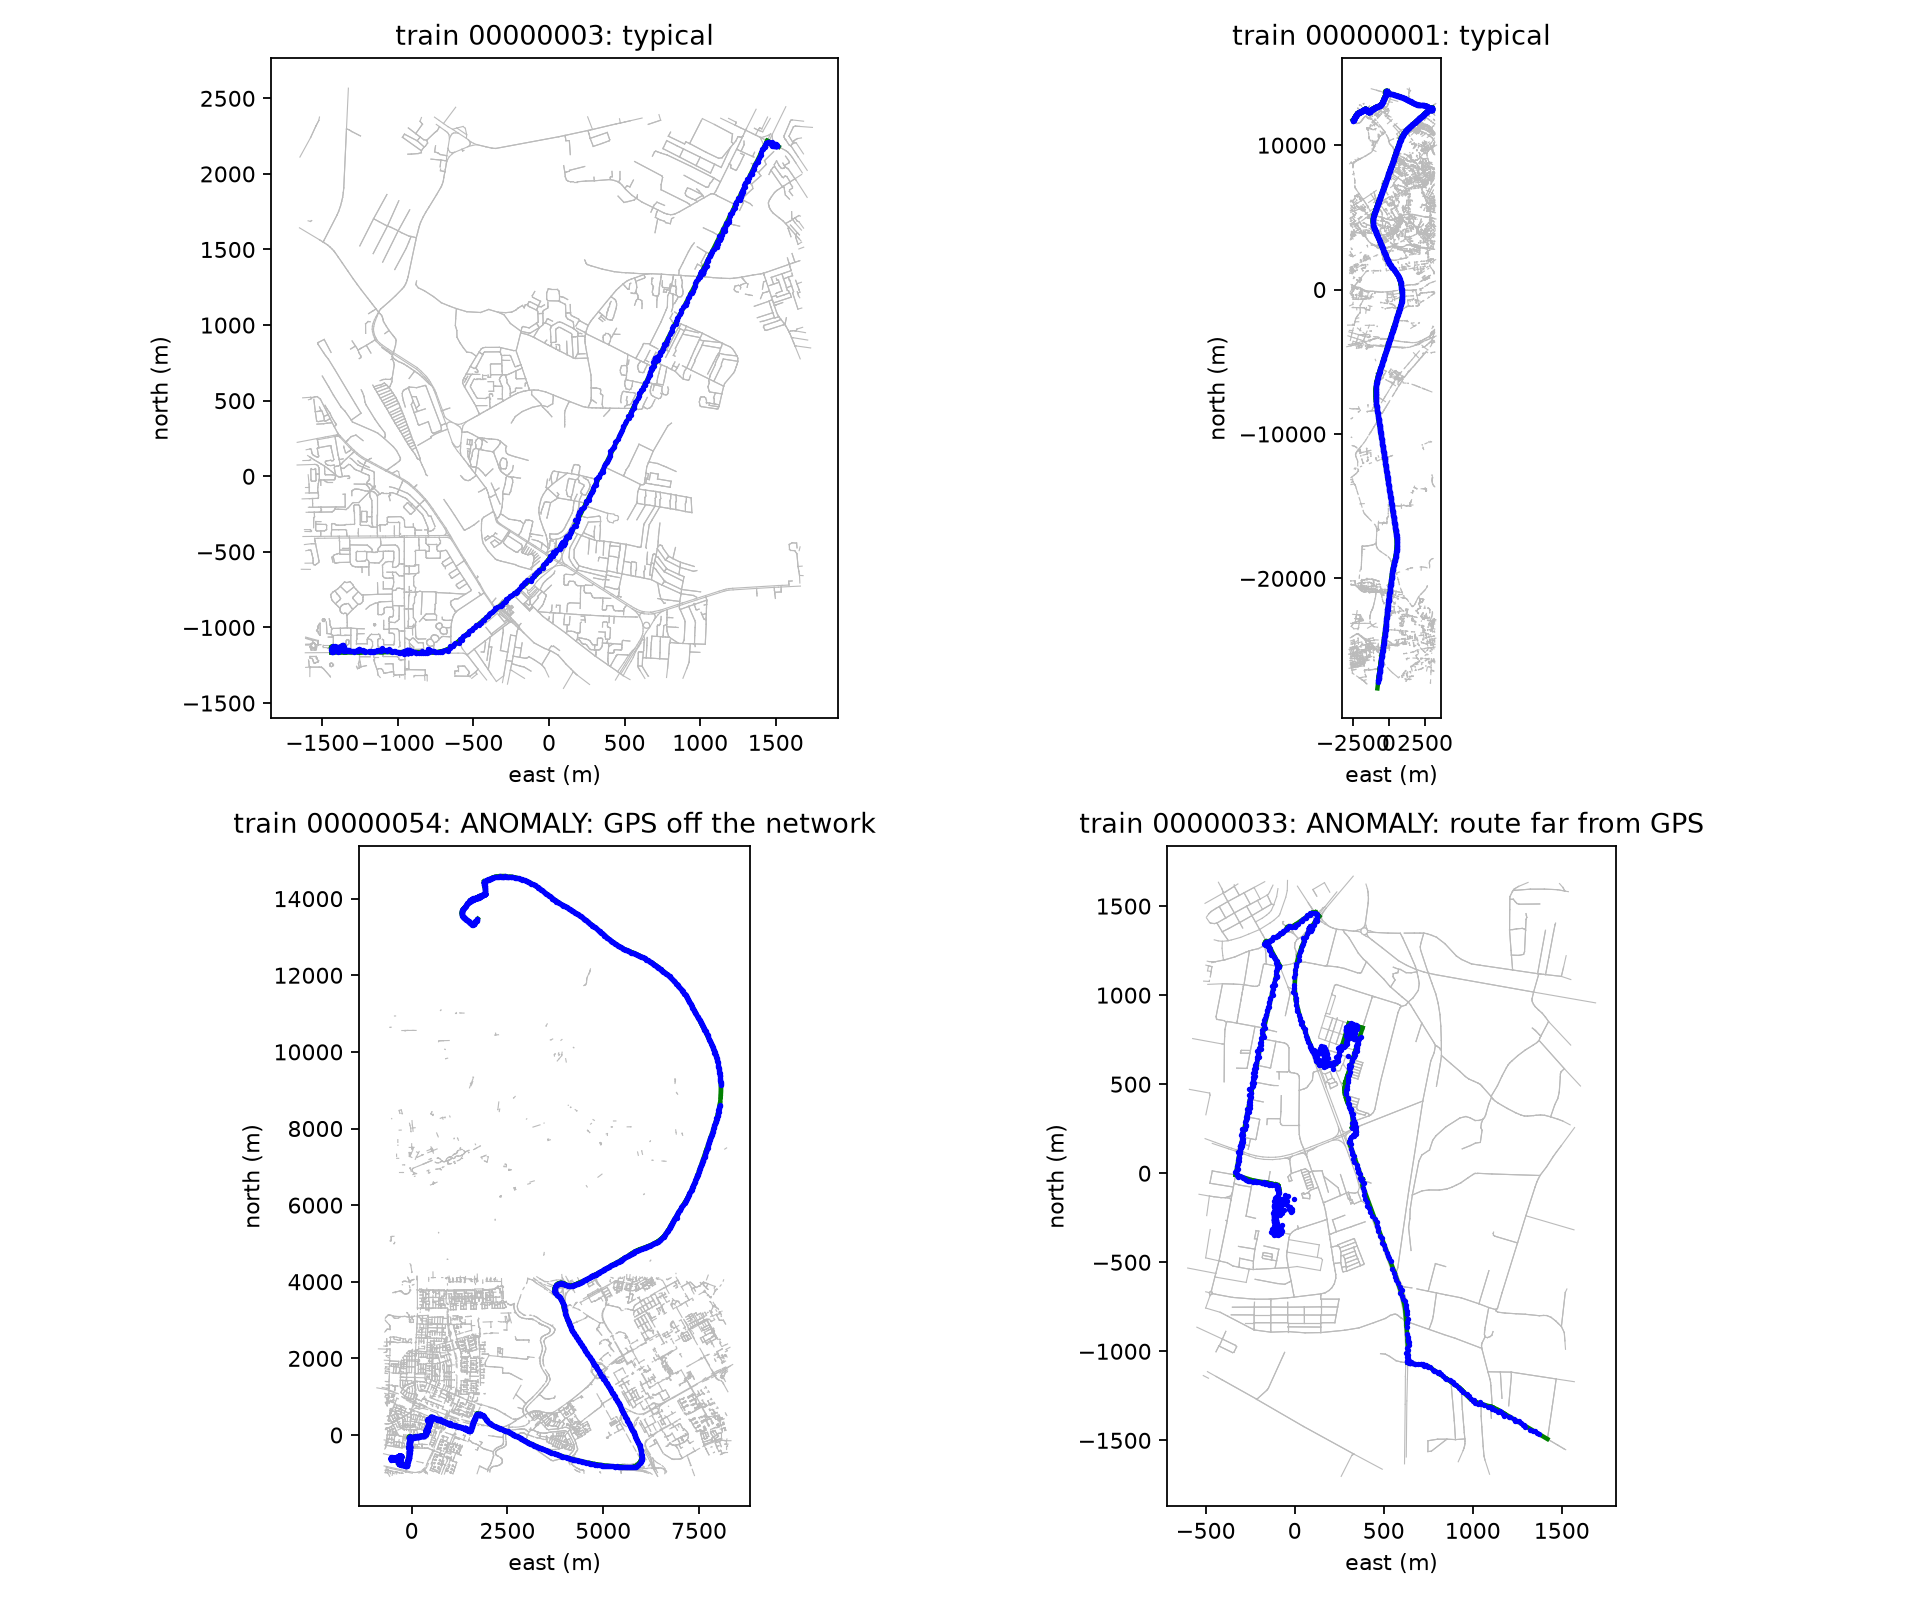 train 00000003: typical
2500
2000
1500
1000
500
0
−500
−1000
−1500
north (m)
−1500 −1000 −500 0 500 1000 1500
east (m)
train 00000001: typical
10000
0
−10000
−20000
north (m)
−2500 0 2500
east (m)
train 00000054: ANOMALY: GPS off the network
14000
12000
10000
8000
6000
4000
2000
0
north (m)
0 2500 5000 7500
east (m)
train 00000033: ANOMALY: route far from GPS
1500
1000
500
0
−500
−1000
−1500
north (m)
−500 0 500 1000 1500
east (m)